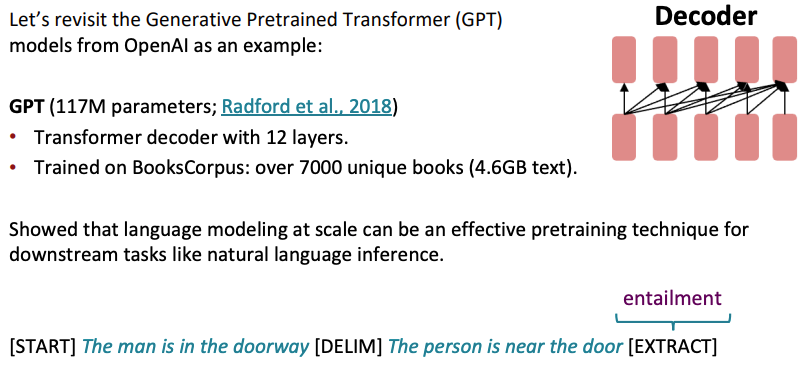 Let's revisit the Generative Pretrained Transformer (GPT)
models from OpenAI as an example:
Decoder
GPT (117M parameters; Radford et al., 2018)
• Transformer decoder with 12 layers.
• Trained on BooksCorpus: over 7000 unique books (4.6GB text).
Showed that language modeling at scale can be an effective pretraining technique for
downstream tasks like natural language inference.
entailment
[START] The man is in the doorway [DELIM] The person is near the door [EXTRACT]